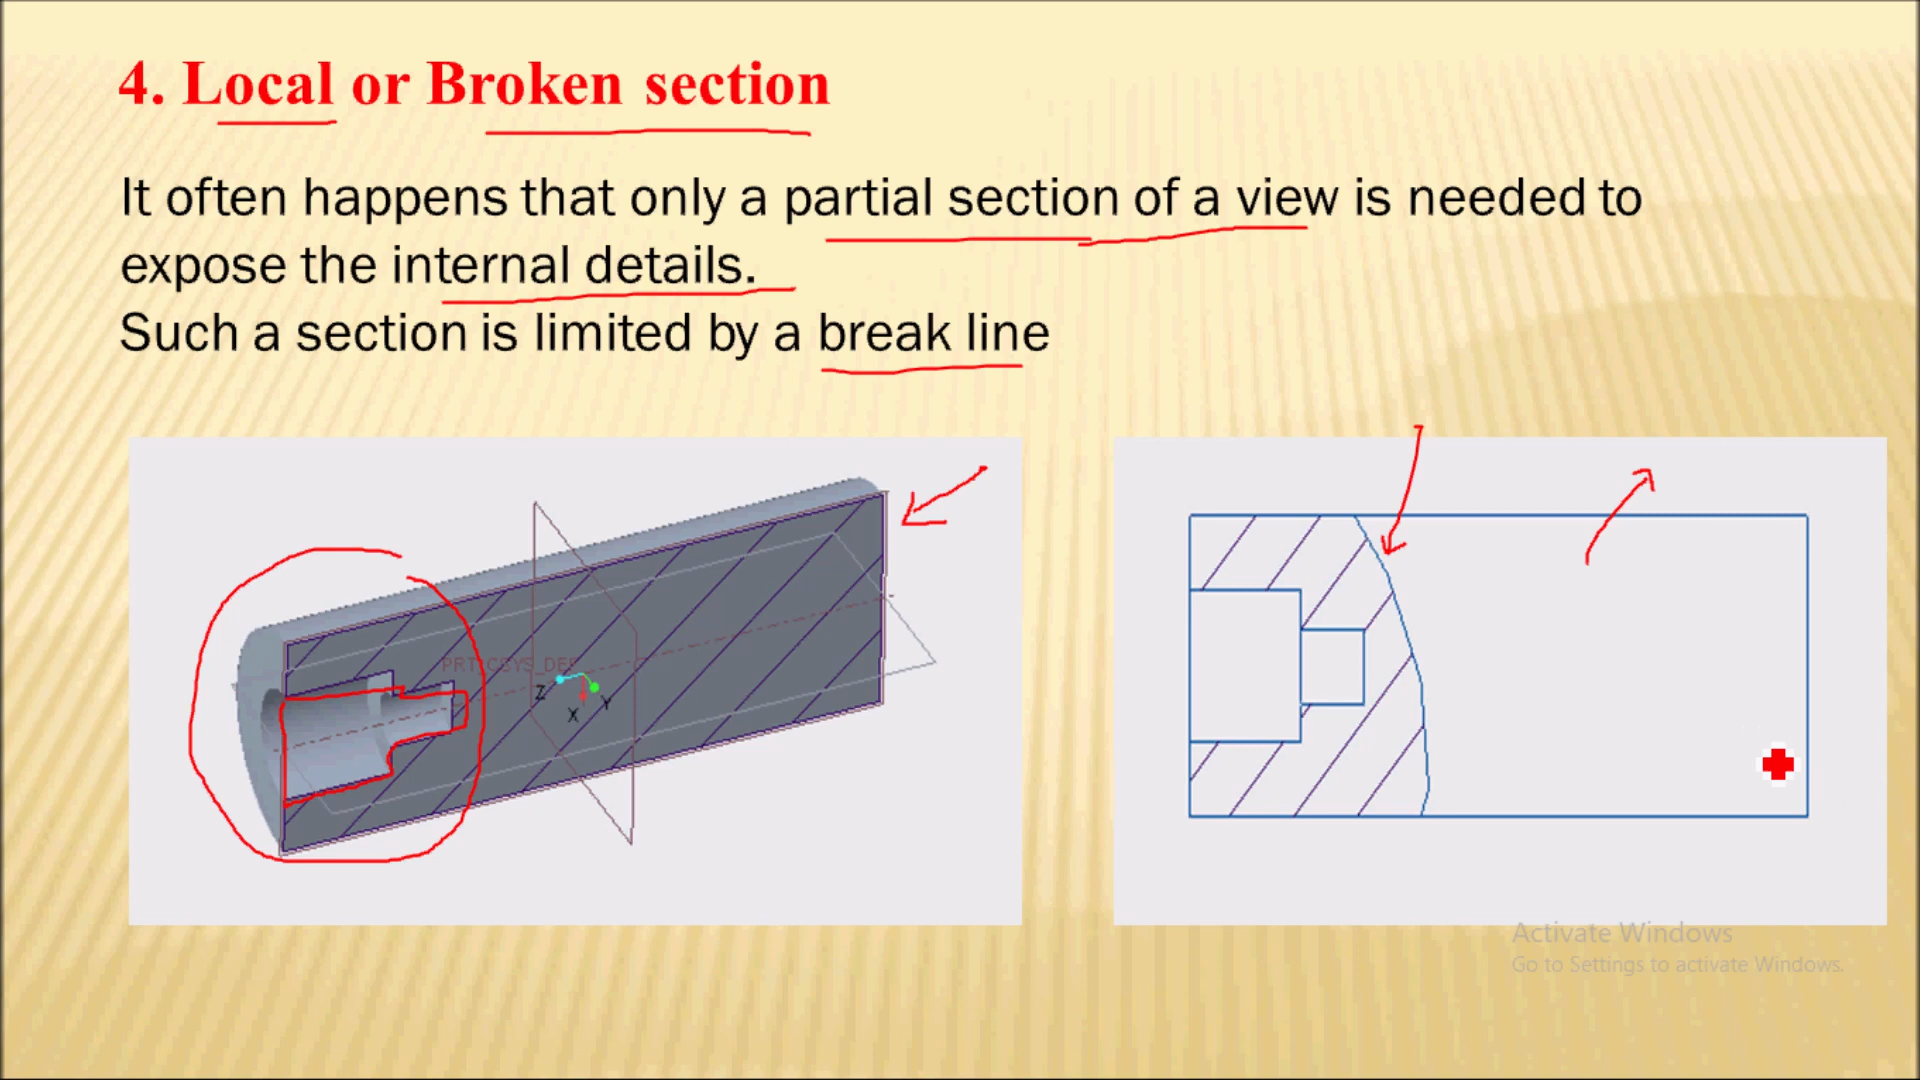 4. Local or Broken section
It often happens that only a partial section of a view is needed to
expose the internal details.
Such a section is limited by a break line
PRT_CSYS_DEF
Z
X
Y
Activate Windows
Go to Settings to activate Windows.